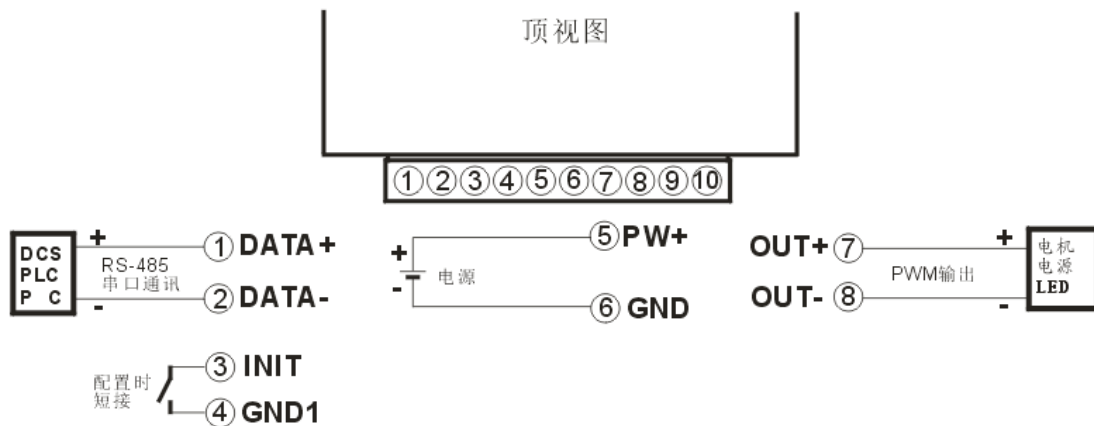 顶视图
①②③④⑤⑥⑦⑧⑨⑩
DCS
PLC
P C
+
-
RS-485
串口通讯
① DATA+
② DATA-
配置时
短接
③ INIT
④ GND1
+
-
电源
⑤ PW+
⑥ GND
OUT+ ⑦
OUT- ⑧
PWM输出
+
-
电机
电源
LED